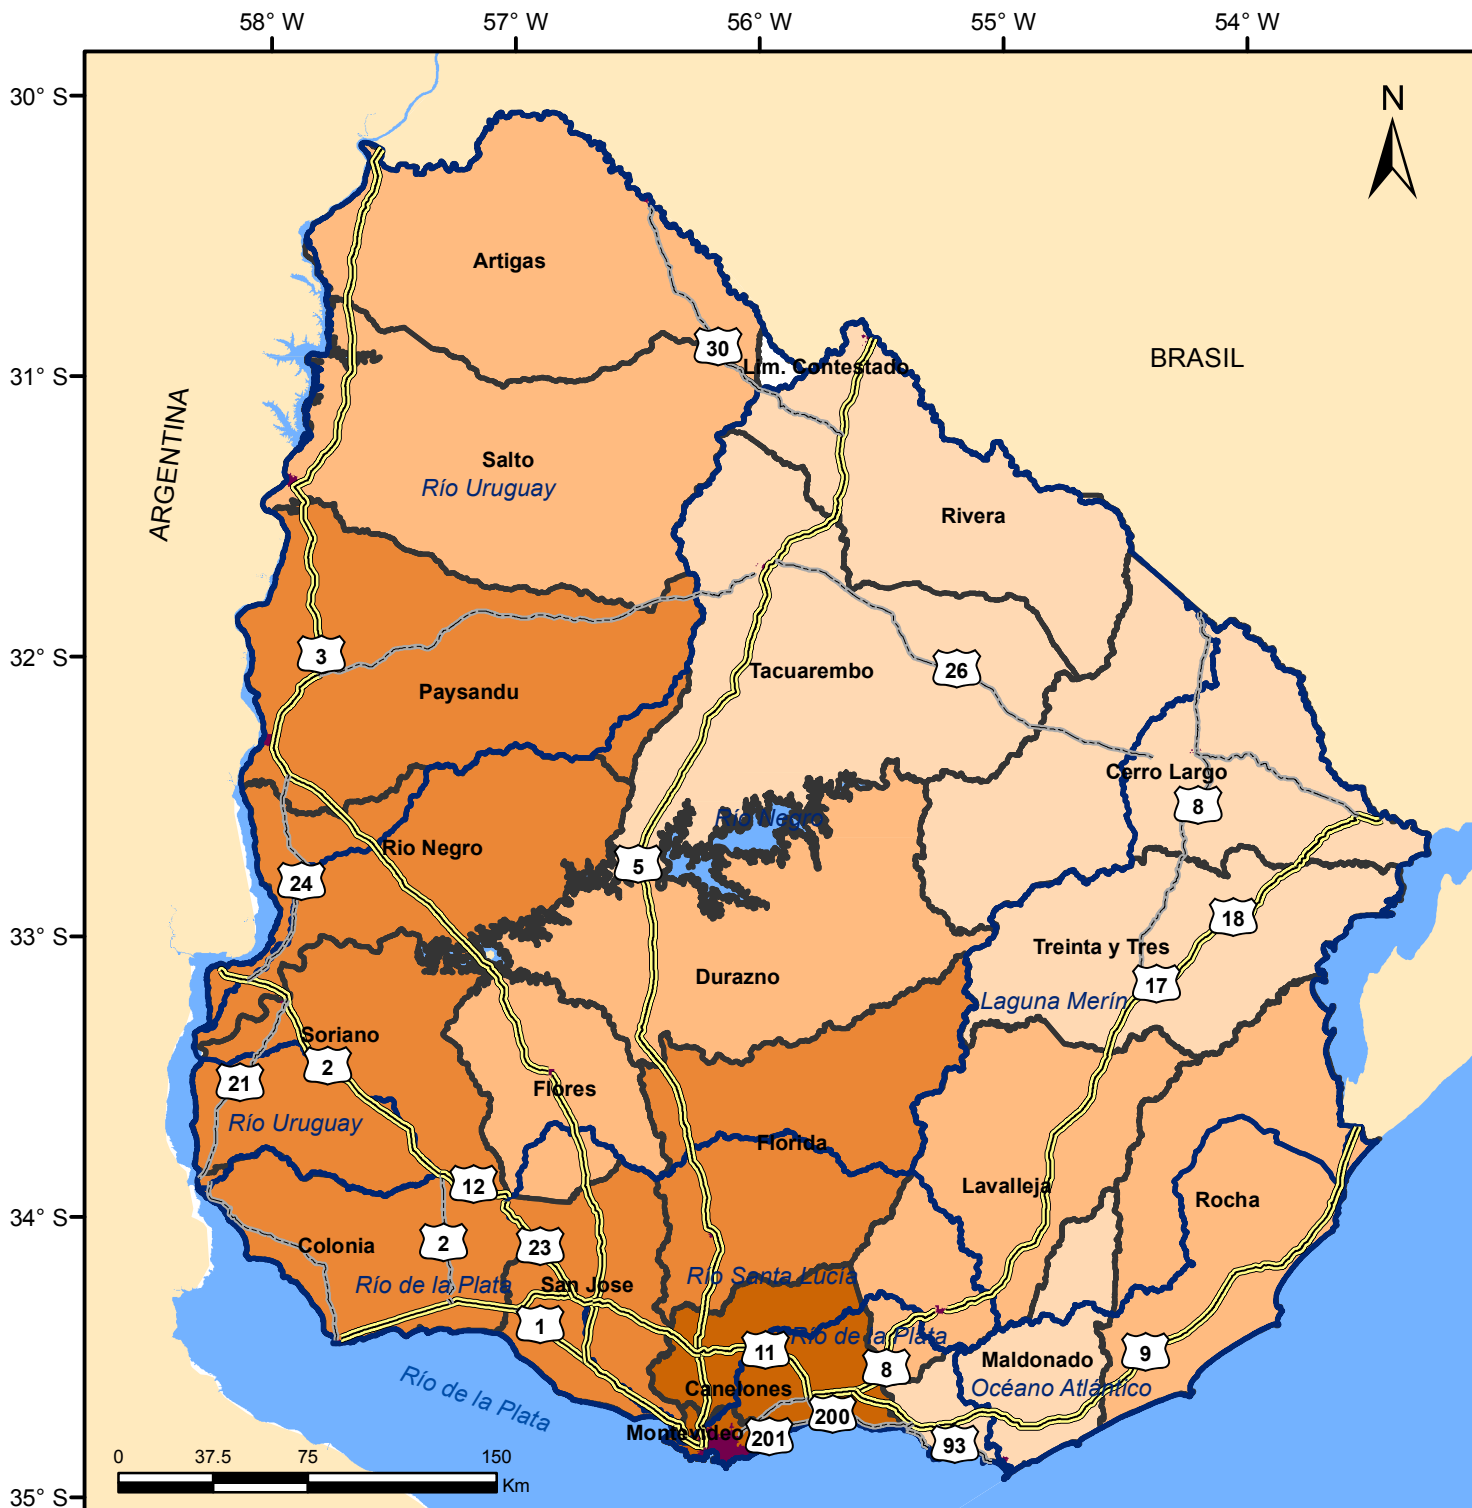 58° W 57° W 56° W 55° W 54° W
30° S
N
Artigas
30
BRASIL
Lím. Contestado
31° S
ARGENTINA
Salto
Río Uruguay
Rivera
32° S
3
Tacuarembo
26
Paysandu
Cerro Largo
8
Río Negro
Rio Negro
5
24
18
33° S
Treinta y Tres
Durazno
17
Laguna Merín
Soriano
2
21
Flores
Río Uruguay
Florida
12
Lavalleja
Rocha
34° S
Colonia
2
23
Río de la Plata
San Jose
Río Santa Lucía
1
Río de la Plata
11
9
8
Maldonado
Canelones
Océano Atlántico
Río de la Plata
200
Montevideo
201
93
0 37.5 75 150
Km
35° S